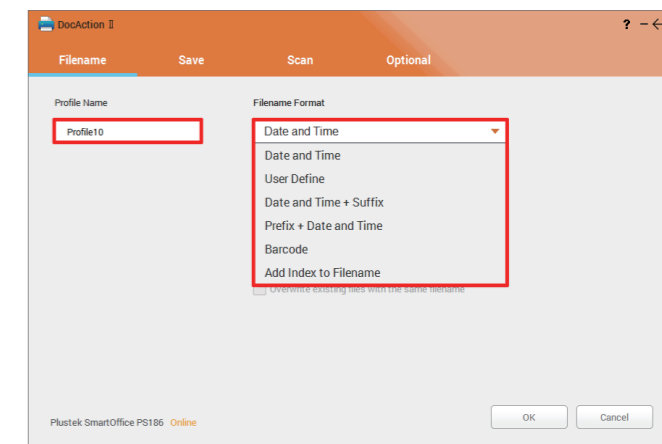 DocAction II
? - ←
Filename Save Scan Optional
Profile Name Filename Format
Profile10 Date and Time
Date and Time
User Define
Date and Time + Suffix
Prefix + Date and Time
Barcode
Add Index to Filename
Overwrite existing files with the same filename
Plustek SmartOffice PS186 Online OK Cancel